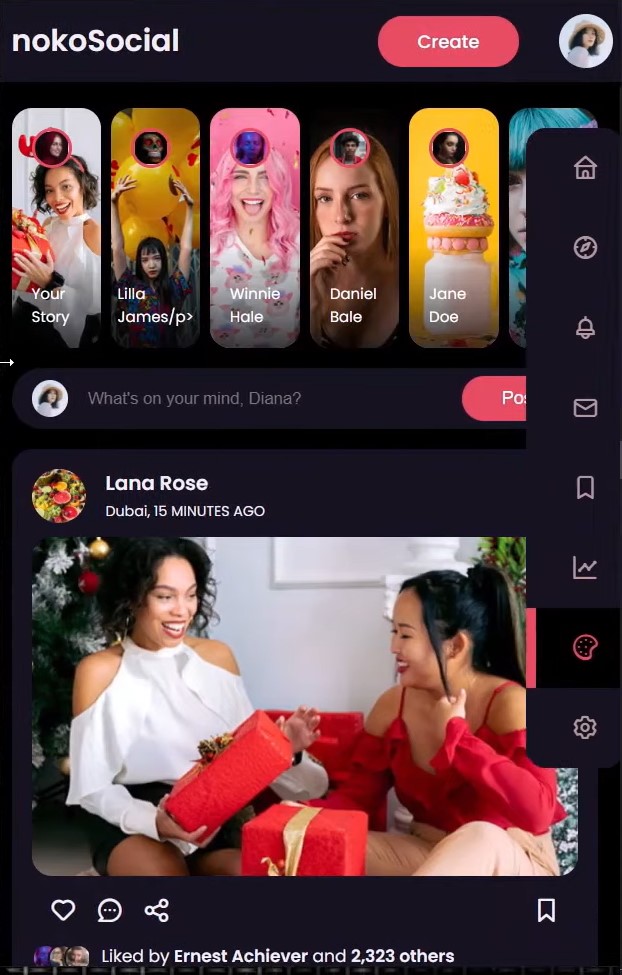 nokoSocial
Create
Your
Story
Lilla
James/p>
Winnie
Hale
Daniel
Bale
Jane
Doe
What's on your mind, Diana?
Pos
Lana Rose
Dubai, 15 MINUTES AGO
Liked by Ernest Achiever and 2,323 others